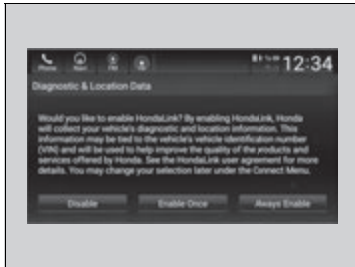 Phone
Navi
FM
12:34
Diagnostic & Location Data
Would you like to enable HondaLink? By enabling HondaLink, Honda
will collect your vehicle's diagnostic and location information. This
information may be tied to the vehicle's vehicle identification number
(VIN) and will be used to help improve the quality of the products and
services offered by Honda. See the HondaLink user agreement for more
details. You may change your selection later under the Connect Menu.
Disable
Enable Once
Always Enable